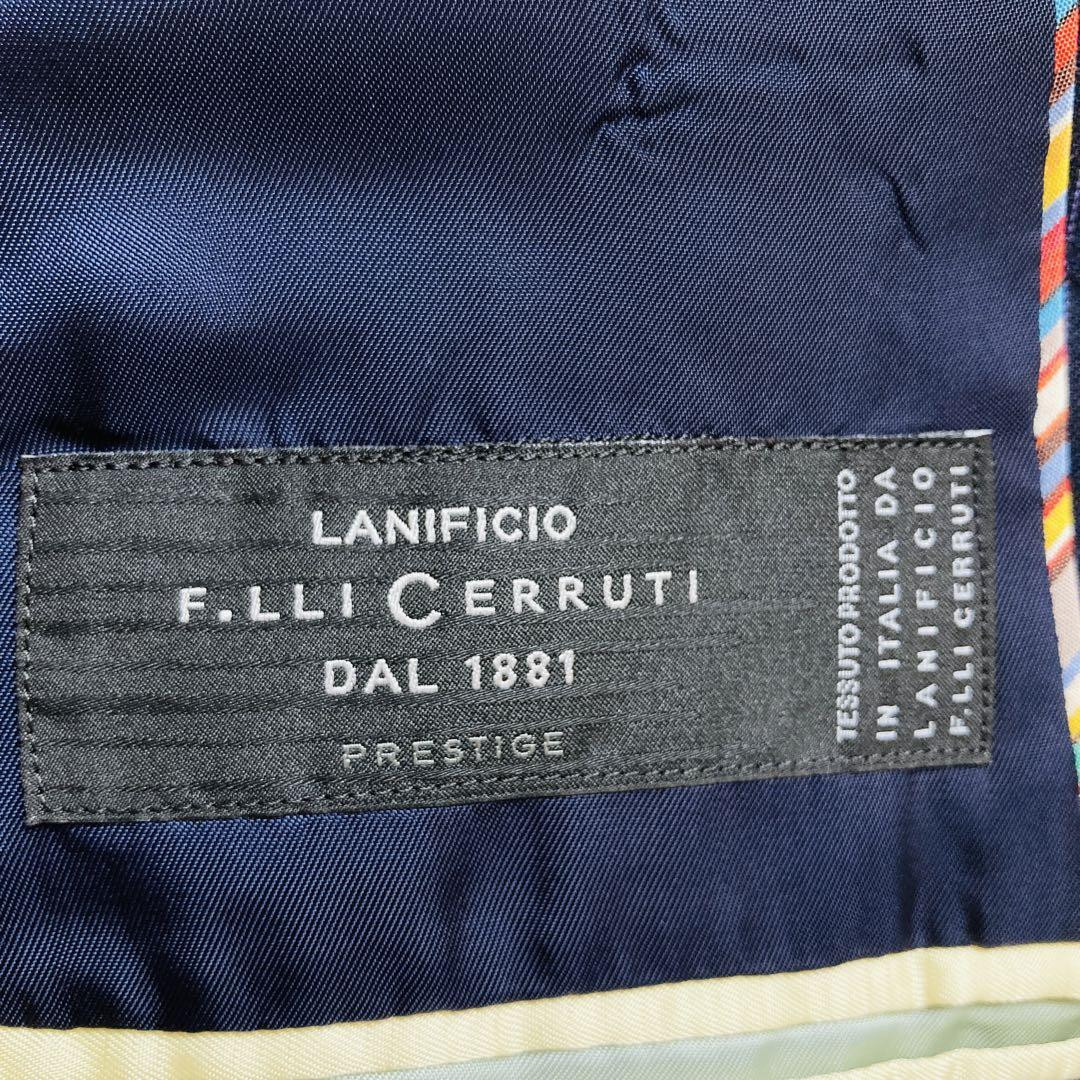 LANIFICIO
F.LLI CERRUTI
DAL 1881
PRESTIGE
TESSUTO PRODOTTO
IN ITALIA DA
LANIFICIO
F.LLI CERRUTI